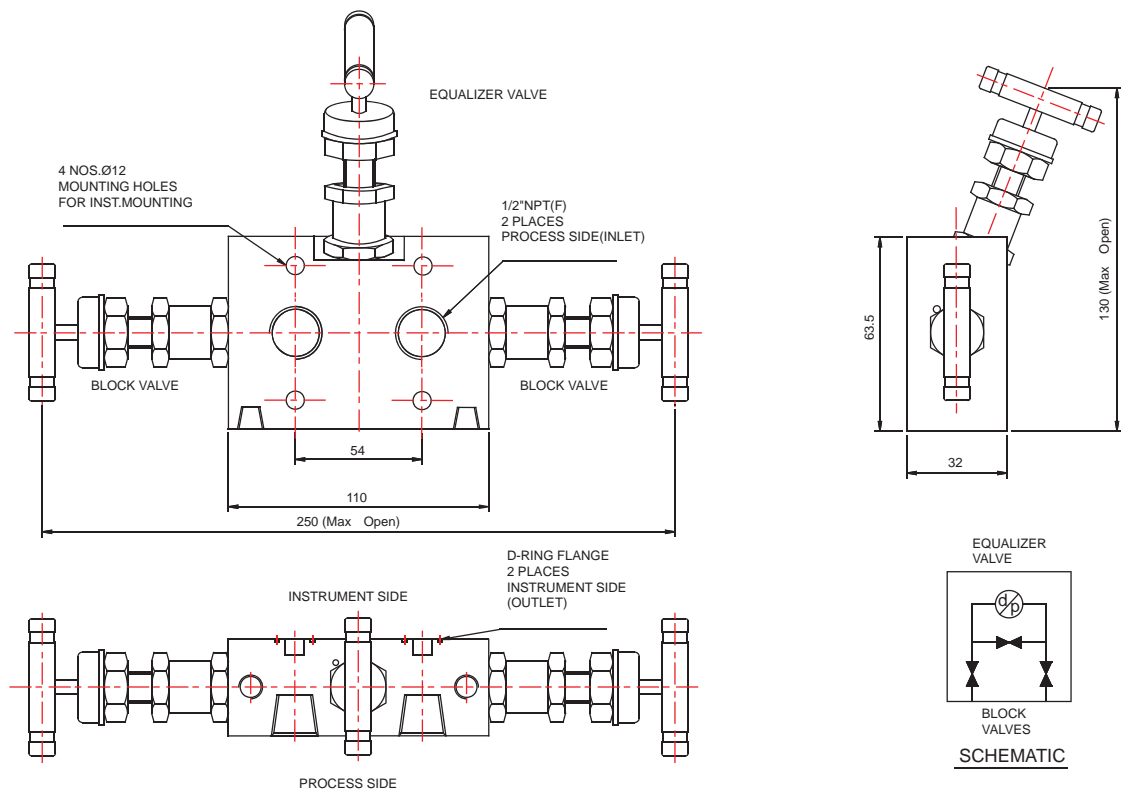 EQUALIZER VALVE
4 NOS.Ø12
MOUNTING HOLES
FOR INST.MOUNTING
1/2"NPT(F)
2 PLACES
PROCESS SIDE(INLET)
BLOCK VALVE
BLOCK VALVE
54
110
250 (Max Open)
63.5
130 (Max Open)
32
D-RING FLANGE
2 PLACES
INSTRUMENT SIDE
(OUTLET)
INSTRUMENT SIDE
PROCESS SIDE
EQUALIZER
VALVE
d/p
BLOCK
VALVES
SCHEMATIC